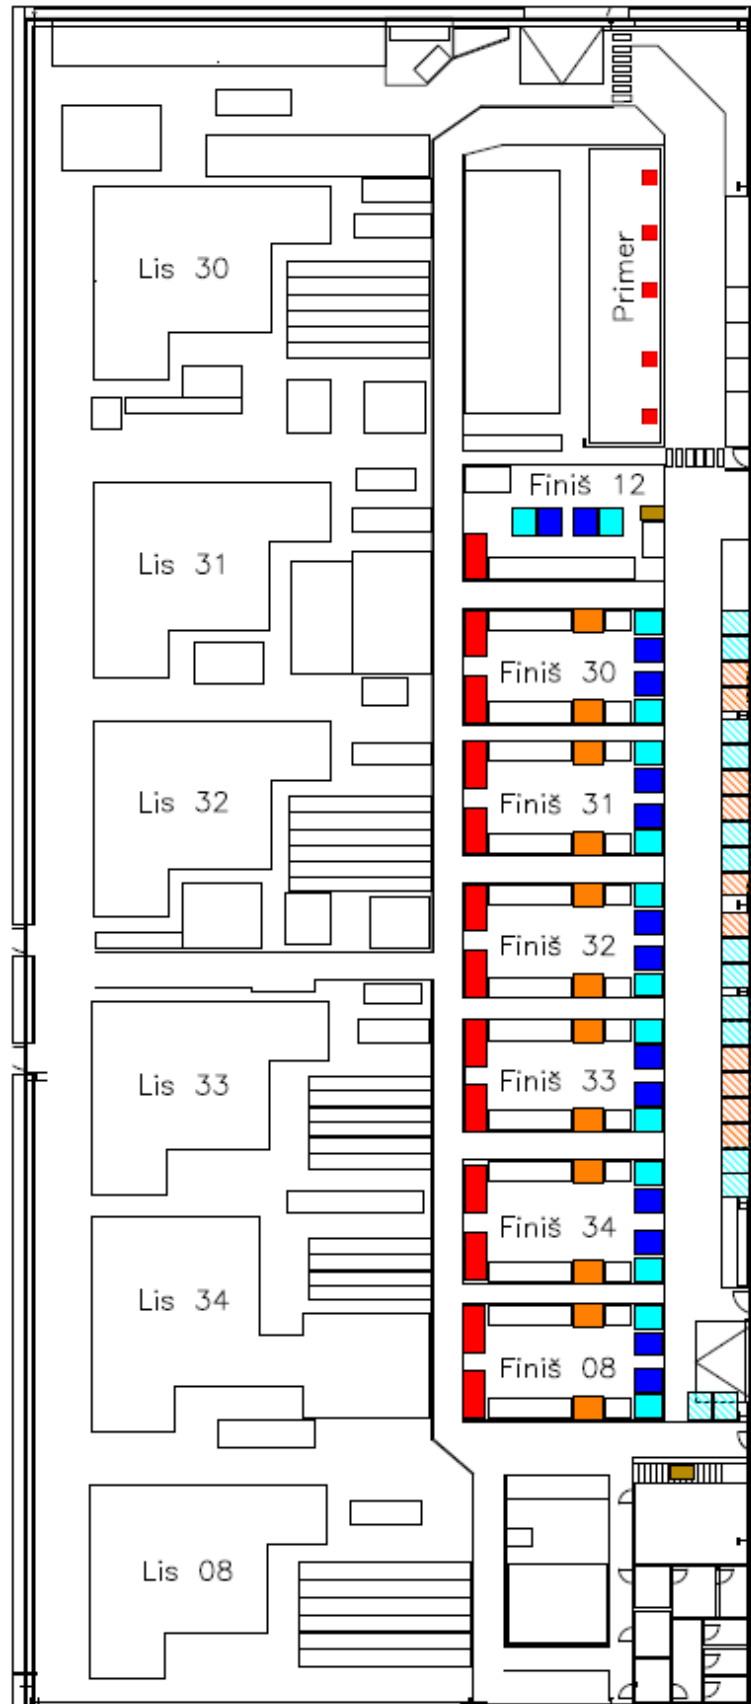 Lis 30
Primer
Finiš 12
Lis 31
Finiš 30
Lis 32
Finiš 31
Finiš 32
Lis 33
Finiš 33
Lis 34
Finiš 34
Finiš 08
Lis 08